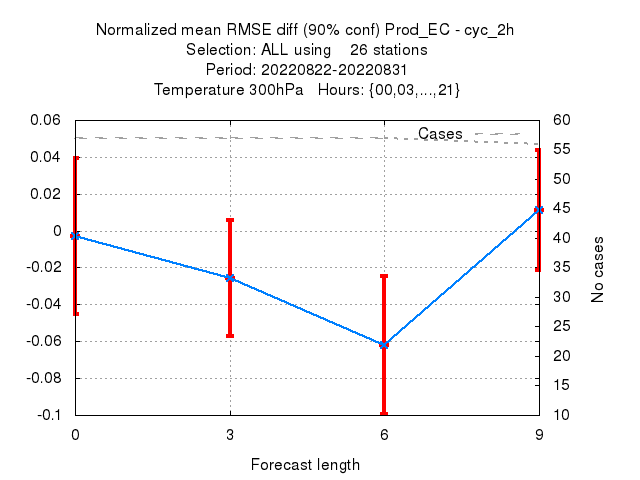 Normalized mean RMSE diff (90% conf) Prod_EC - cyc_2h
Selection: ALL using 26 stations
Period: 20220822-20220831
Temperature 300hPa Hours: {00,03,...,21}
Cases
0.06
0.04
0.02
0
-0.02
-0.04
-0.06
-0.08
-0.1
60
55
50
45
40
35
30
25
20
15
10
No cases
0 3 6 9
Forecast length